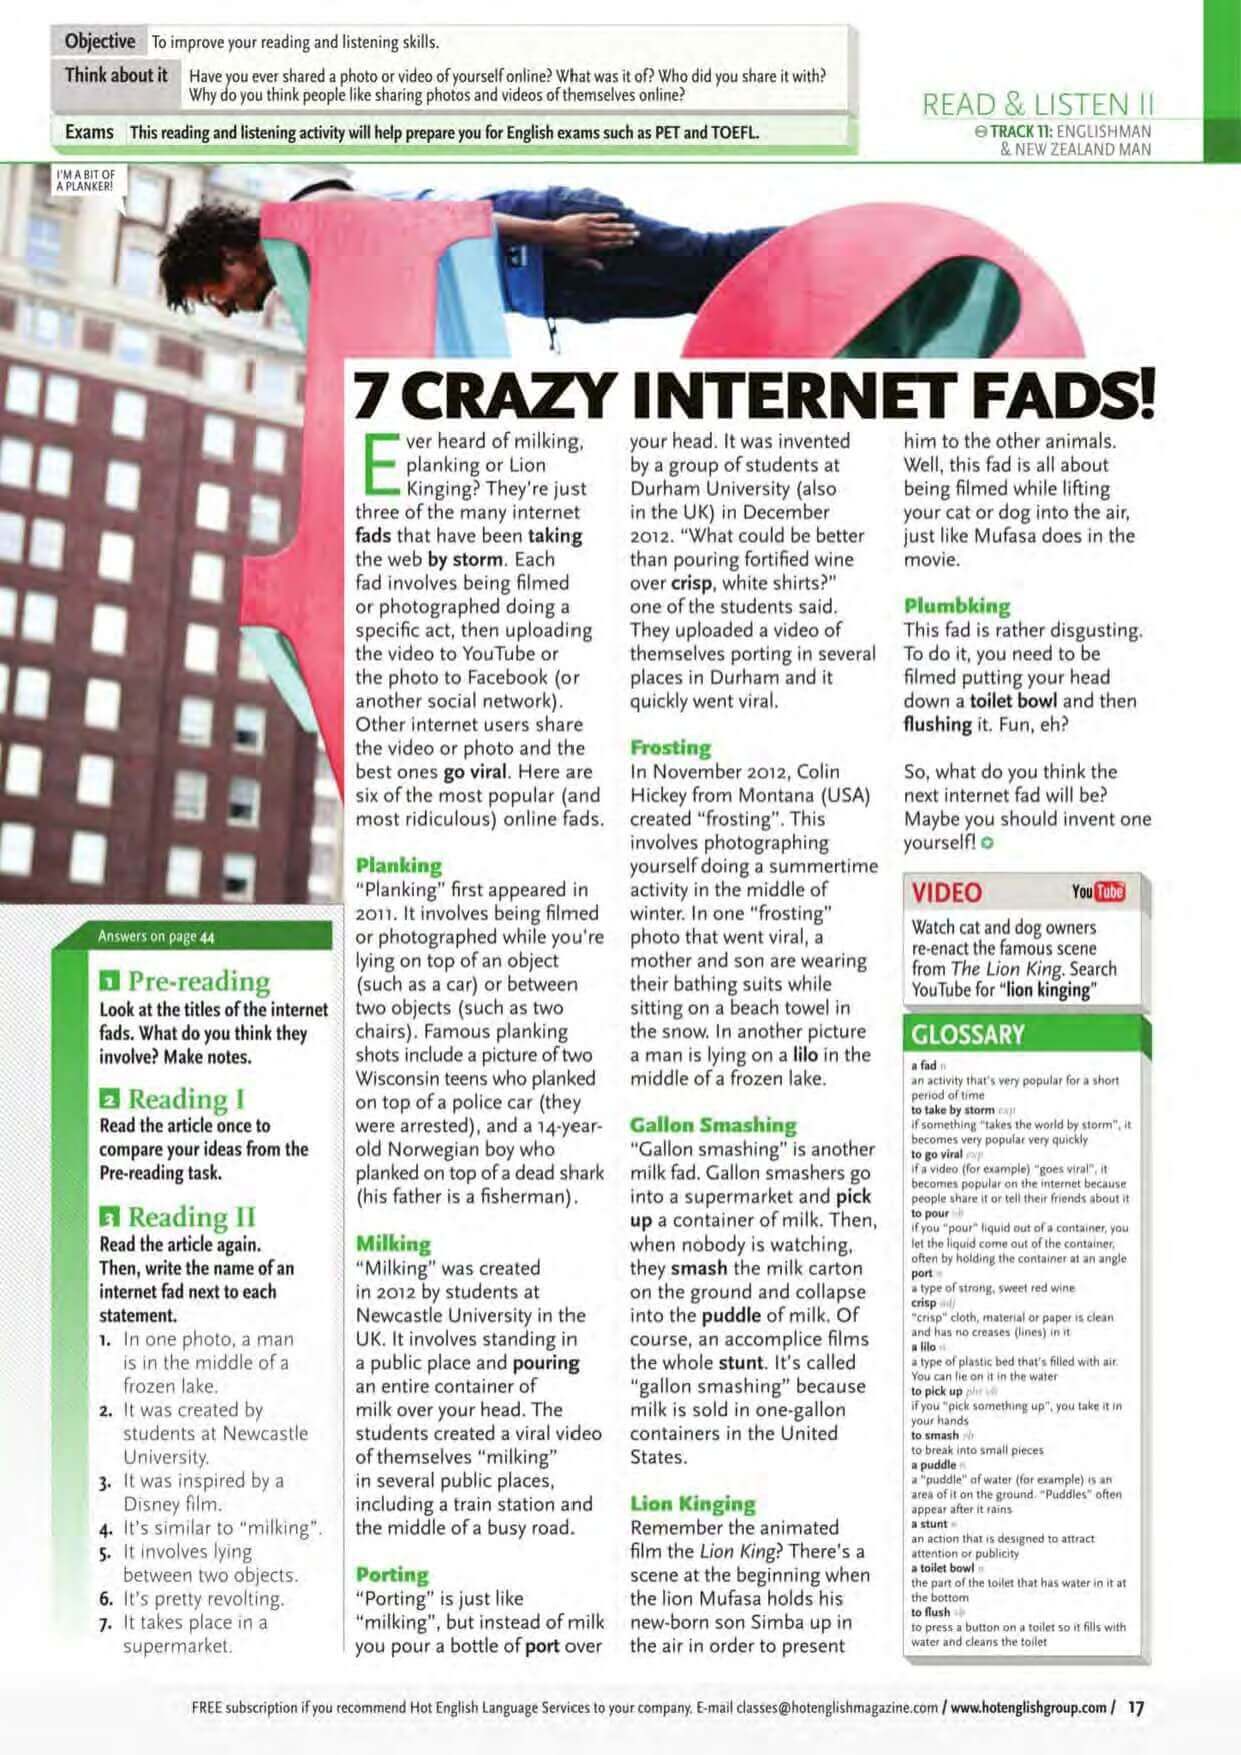 Objective To improve your reading and listening skills.
Think about it Have you ever shared a photo or video of yourself online? What was it of? Who did you share it with?
Why do you think people like sharing photos and videos of themselves online?
Exams This reading and listening activity will help prepare you for English exams such as PET and TOEFL.
READ & LISTEN II
TRACK 11: ENGLISHMAN
& NEW ZEALAND MAN
I'M A BIT OF
A PLANKER!
7 CRAZY INTERNET FADS!
Ever heard of milking,
planking or Lion
Kinging? They're just
three of the many internet
fads that have been taking
the web by storm. Each
fad involves being filmed
or photographed doing a
specific act, then uploading
the video to YouTube or
the photo to Facebook (or
another social network).
Other internet users share
the video or photo and the
best ones go viral. Here are
six of the most popular (and
most ridiculous) online fads.
Planking
"Planking" first appeared in
2011. It involves being filmed
or photographed while you're
lying on top of an object
(such as a car) or between
two objects (such as two
chairs). Famous planking
shots include a picture of two
Wisconsin teens who planked
on top of a police car (they
were arrested), and a 14-year-
old Norwegian boy who
planked on top of a dead shark
(his father is a fisherman).
Milking
"Milking" was created
in 2012 by students at
Newcastle University in the
UK. It involves standing in
a public place and pouring
an entire container of
milk over your head. The
students created a viral video
of themselves "milking"
in several public places,
including a train station and
the middle of a busy road.
Porting
"Porting" is just like
"milking", but instead of milk
you pour a bottle of port over
your head. It was invented
by a group of students at
Durham University (also
in the UK) in December
2012. "What could be better
than pouring fortified wine
over crisp, white shirts?"
one of the students said.
They uploaded a video of
themselves porting in several
places in Durham and it
quickly went viral.
Frosting
In November 2012, Colin
Hickey from Montana (USA)
created "frosting". This
involves photographing
yourself doing a summertime
activity in the middle of
winter. In one "frosting"
photo that went viral, a
mother and son are wearing
their bathing suits while
sitting on a beach towel in
the snow. In another picture
a man is lying on a lilo in the
middle of a frozen lake.
Gallon Smashing
"Gallon smashing" is another
milk fad. Gallon smashers go
into a supermarket and pick
up a container of milk. Then,
when nobody is watching,
they smash the milk carton
on the ground and collapse
into the puddle of milk. Of
course, an accomplice films
the whole stunt. It's called
"gallon smashing" because
milk is sold in one-gallon
containers in the United
States.
Lion Kinging
Remember the animated
film the Lion King? There's a
scene at the beginning when
the lion Mufasa holds his
new-born son Simba up in
the air in order to present
him to the other animals.
Well, this fad is all about
being filmed while lifting
your cat or dog into the air,
just like Mufasa does in the
movie.
Plumbking
This fad is rather disgusting.
To do it, you need to be
filmed putting your head
down a toilet bowl and then
flushing it. Fun, eh?
So, what do you think the
next internet fad will be?
Maybe you should invent one
yourself!
VIDEO YouTube
Watch cat and dog owners
re-enact the famous scene
from The Lion King. Search
YouTube for "lion kinging"
GLOSSARY
a fad n
an activity that's very popular for a short
period of time
to take by storm exp
if something "takes the world by storm", it
becomes very popular very quickly
to go viral exp
if a video (for example) "goes viral", it
becomes popular on the internet because
people share it or tell their friends about it
to pour vb
if you "pour" liquid out of a container, you
let the liquid come out of the container,
often by holding the container at an angle
port n
a type of strong, sweet red wine
crisp adj
"crisp" cloth, material or paper is clean
and has no creases (lines) in it
a lilo n
a type of plastic bed that's filled with air.
You can lie on it in the water
to pick up phr vb
if you "pick something up", you take it in
your hands
to smash vb
to break into small pieces
a puddle n
a "puddle" of water (for example) is an
area of it on the ground. "Puddles" often
appear after it rains
a stunt n
an action that is designed to attract
attention or publicity
a toilet bowl n
the part of the toilet that has water in it at
the bottom
to flush vb
to press a button on a toilet so it fills with
water and cleans the toilet
Answers on page 44
1 Pre-reading
Look at the titles of the internet
fads. What do you think they
involve? Make notes.
2 Reading I
Read the article once to
compare your ideas from the
Pre-reading task.
3 Reading II
Read the article again.
Then, write the name of an
internet fad next to each
statement.
1. In one photo, a man
is in the middle of a
frozen lake.
2. It was created by
students at Newcastle
University.
3. It was inspired by a
Disney film.
4. It's similar to "milking".
5. It involves lying
between two objects.
6. It's pretty revolting.
7. It takes place in a
supermarket.
FREE subscription if you recommend Hot English Language Services to your company. E-mail classes@hotenglishmagazine.com / www.hotenglishgroup.com / 17